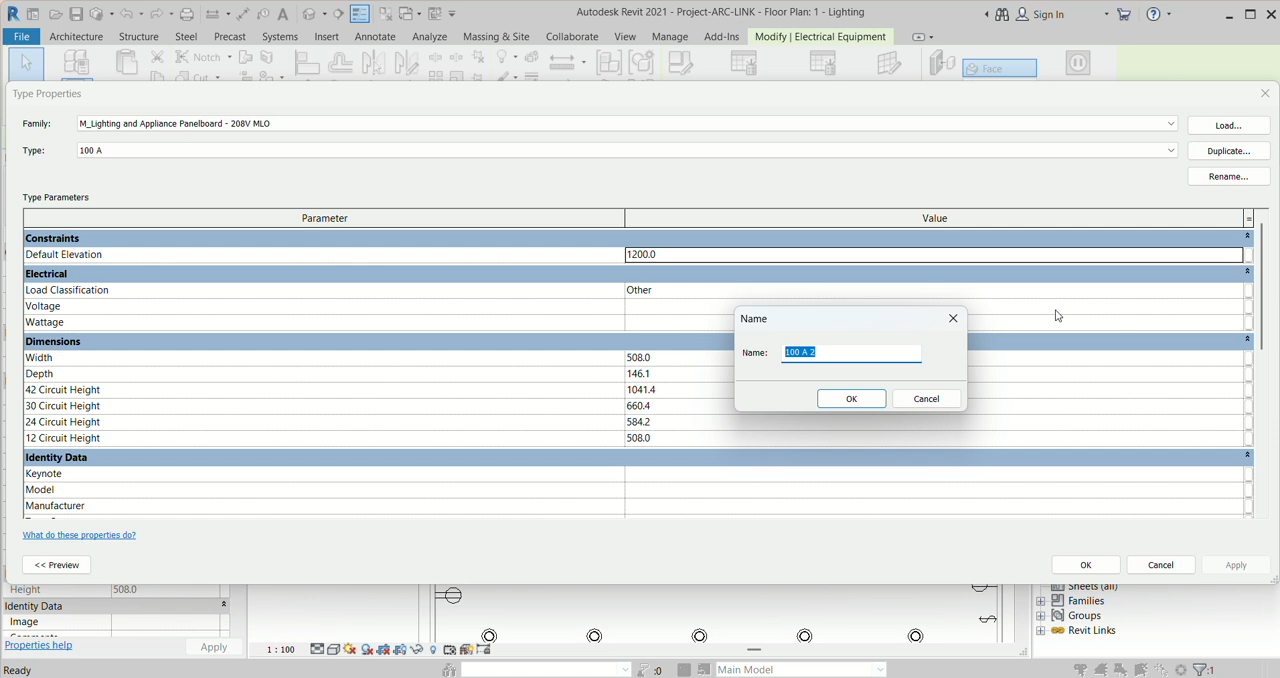 Autodesk Revit 2021 - Project-ARC-LINK - Floor Plan: 1 - Lighting
Sign In
File Architecture Structure Steel Precast Systems Insert Annotate Analyze Massing & Site Collaborate View Manage Add-Ins Modify | Electrical Equipment
Notch
Cut
Face
Type Properties
Family: M_Lighting and Appliance Panelboard - 208V MLO Load...
Type: 100 A Duplicate...
Rename...
Type Parameters
Parameter Value =
Constraints
Default Elevation 1200.0
Electrical
Load Classification Other
Voltage
Wattage
Name
Name: 100 A 2
OK Cancel
Dimensions
Width 508.0
Depth 146.1
42 Circuit Height 1041.4
30 Circuit Height 660.4
24 Circuit Height 584.2
12 Circuit Height 508.0
Identity Data
Keynote
Model
Manufacturer
What do these properties do?
<< Preview OK Cancel Apply
Height 508.0
Identity Data
Image
Comments
Properties help Apply
Sheets (all)
Families
Groups
Revit Links
1 : 100
Ready :0 Main Model :1